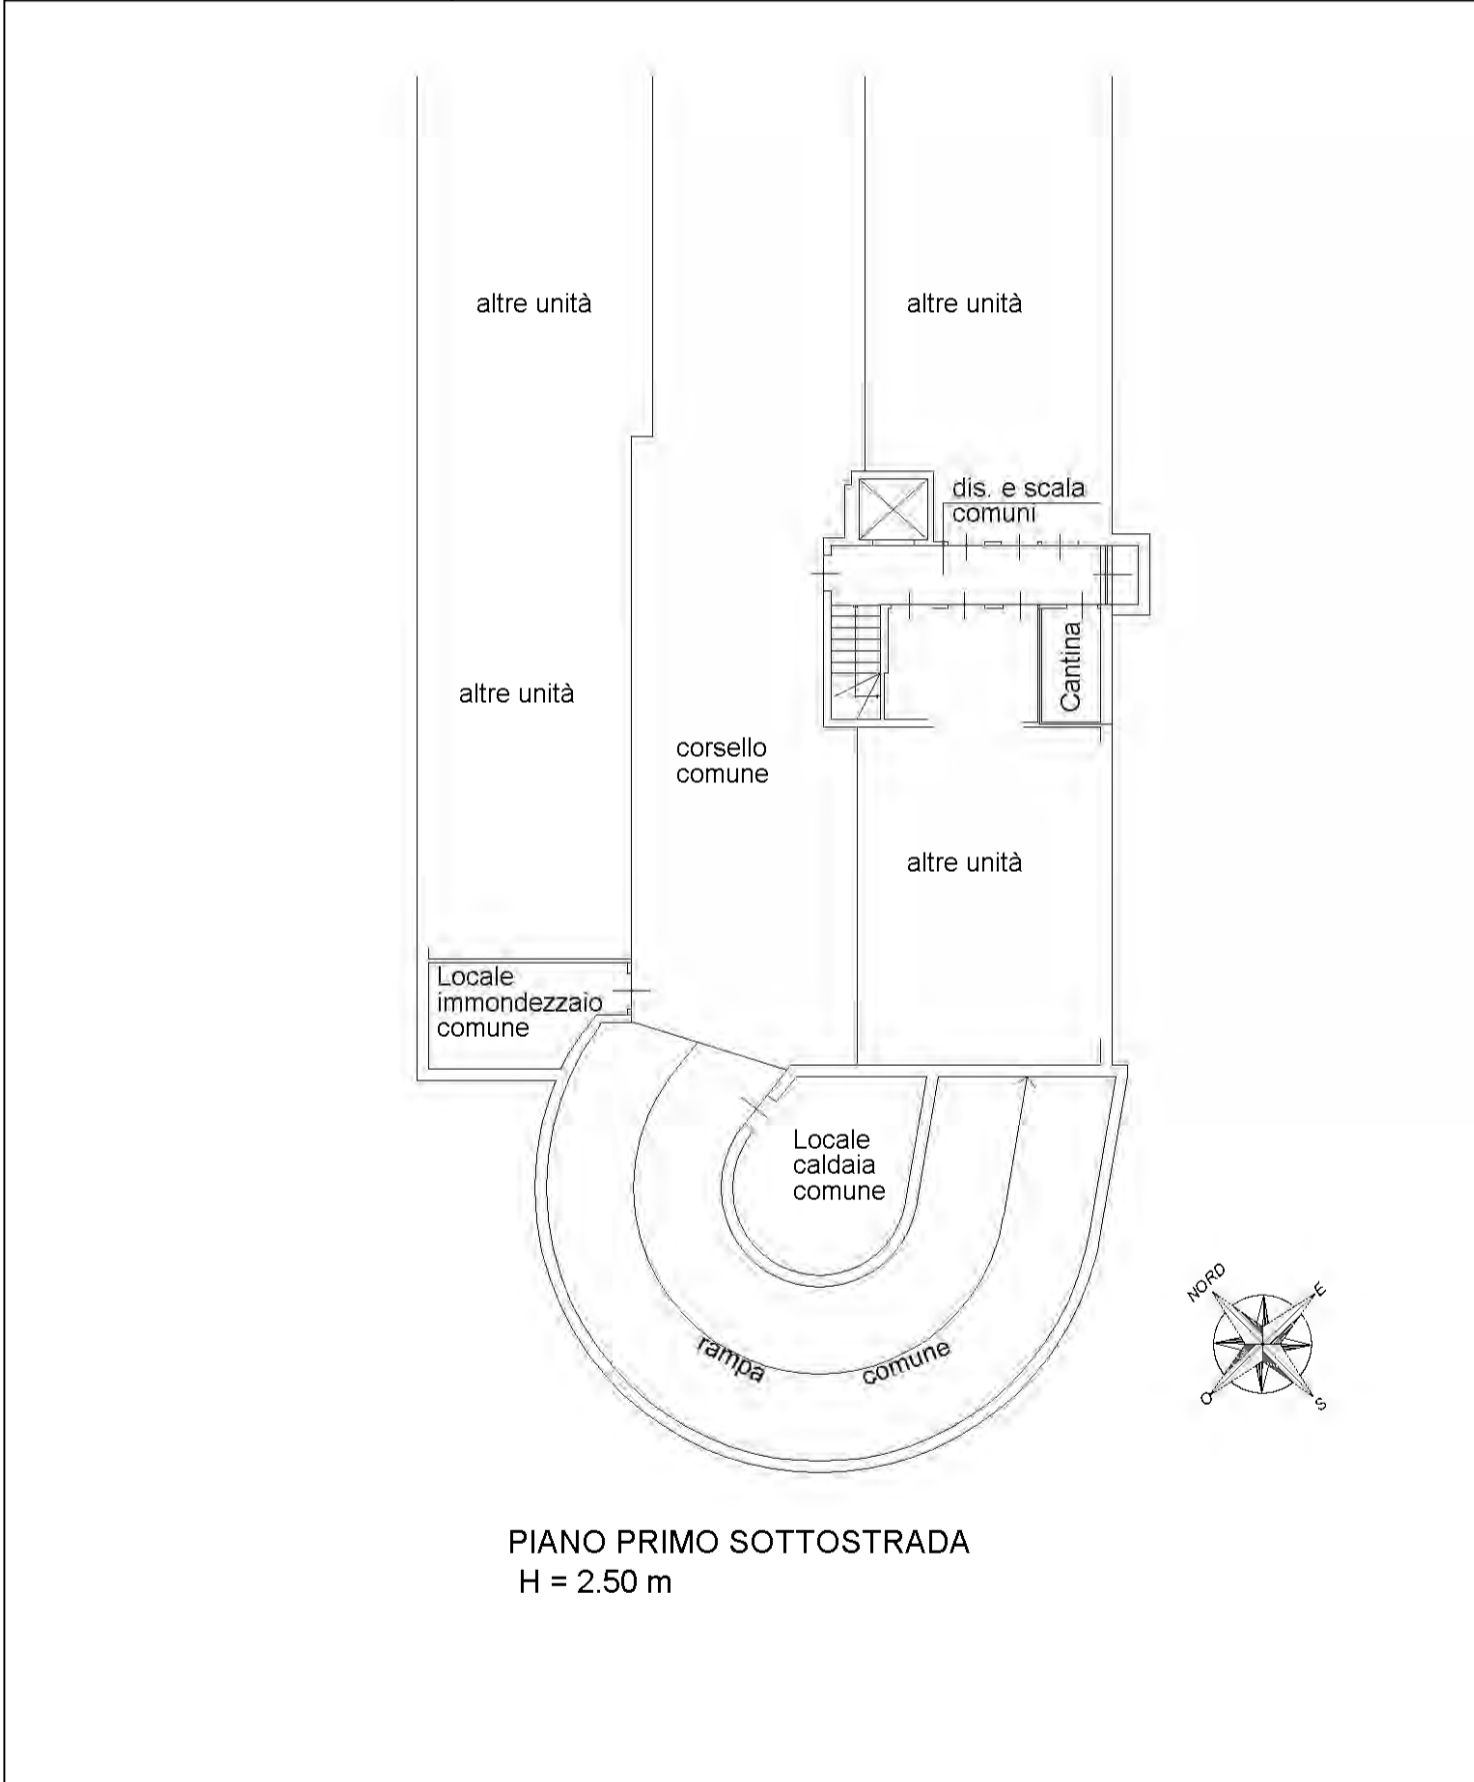 altre unità
altre unità
dis. e scala
comuni
Cantina
altre unità
corsello
comune
altre unità
Locale
immondezzaio
comune
Locale
caldaia
comune
NORD
E
O
S
rampa
comune
PIANO PRIMO SOTTOSTRADA
H = 2.50 m